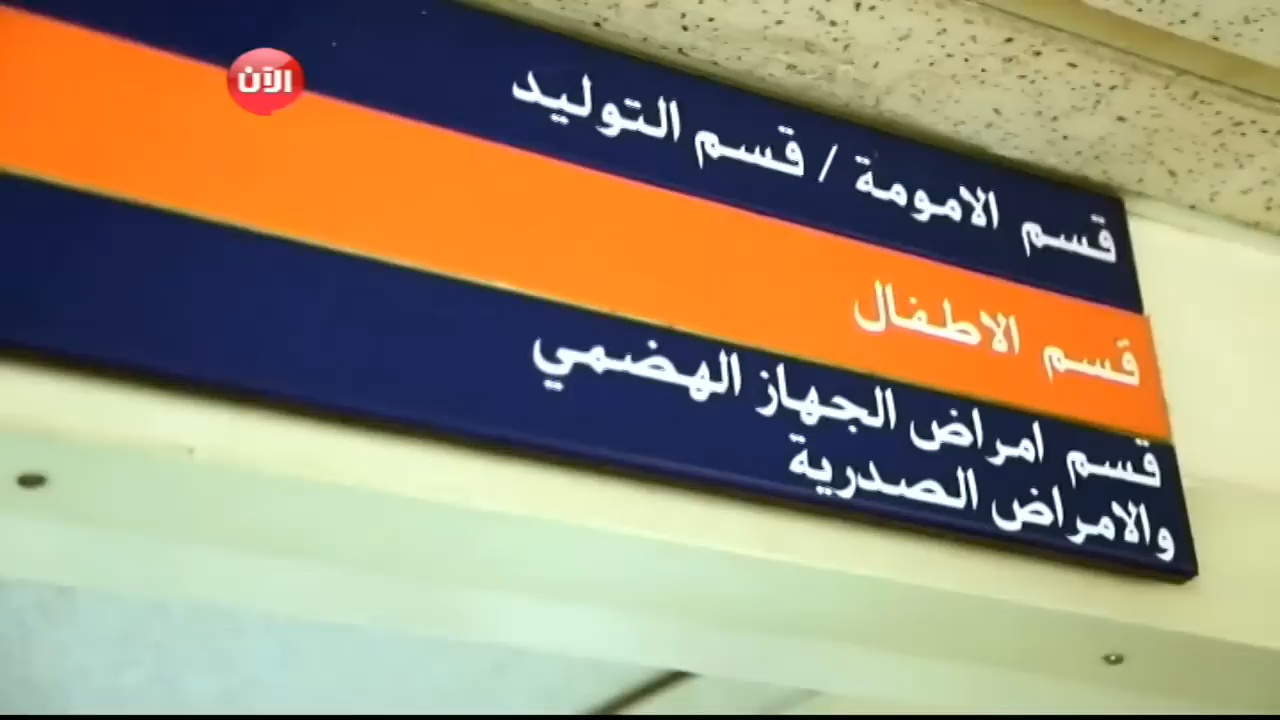 الآن
قسم الامومة / قسم التوليد
قسم الاطفال
قسم امراض الجهاز الهضمي
والامراض الصدرية